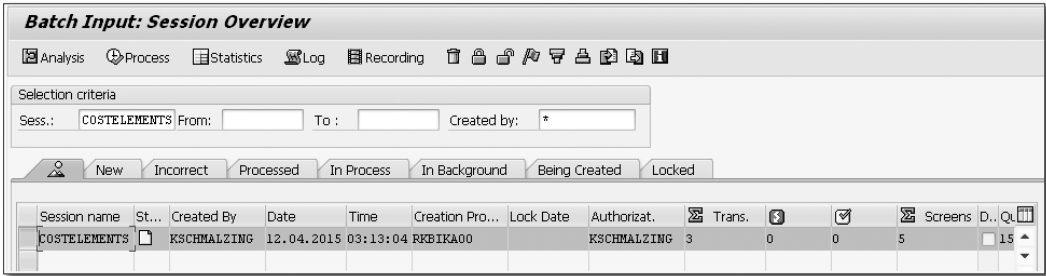 Batch Input: Session Overview
Analysis Process Statistics Log Recording
Selection criteria
Sess.: COSTELEMENTS From: To : Created by: *
New Incorrect Processed In Process In Background Being Created Locked
Session name St... Created By Date Time Creation Pro... Lock Date Authorizat. Trans. Screens D.. Qu
COSTELEMENTS KSCHMALZING 12.04.2015 03:13:04 RKBIKA00 KSCHMALZING 3 0 0 5 15